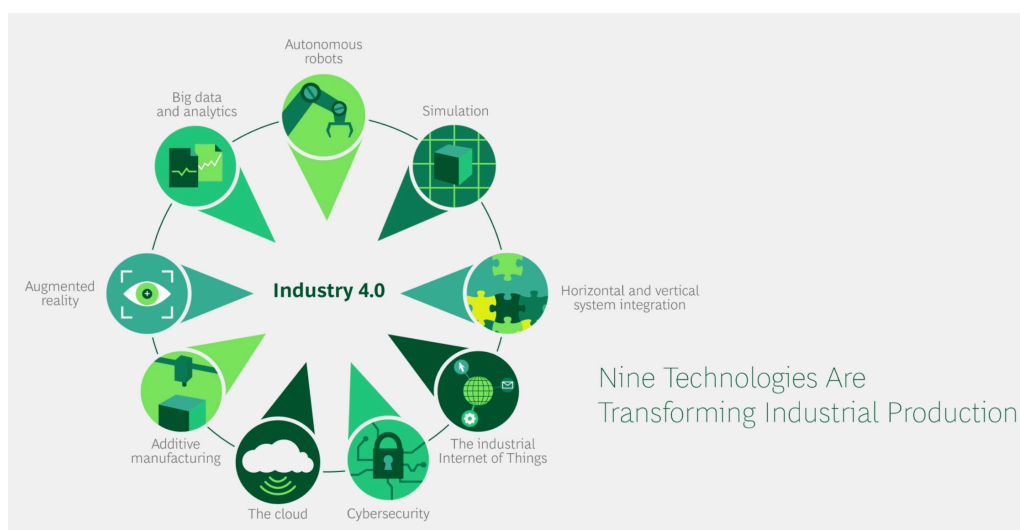 Autonomous
robots
Big data
and analytics
Simulation
Augmented
reality
Industry 4.0
Horizontal and vertical
system integration
Nine Technologies Are
Transforming Industrial Production
Additive
manufacturing
The industrial
Internet of Things
The cloud
Cybersecurity